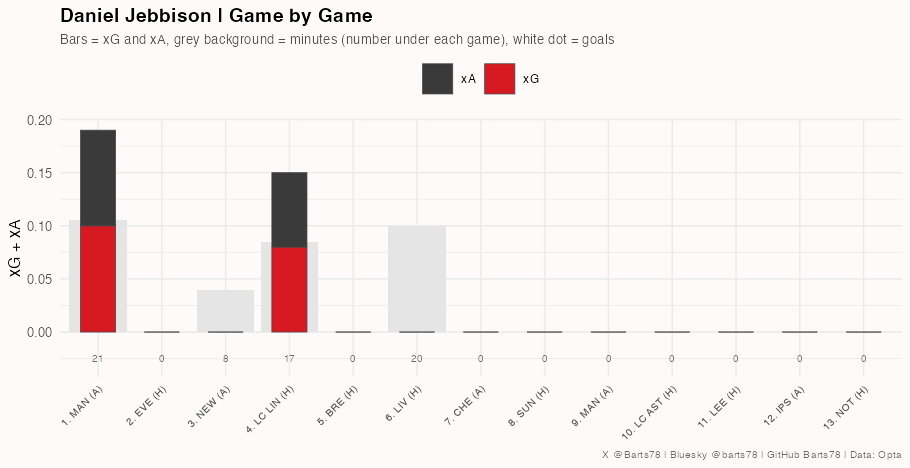 Daniel Jebbison | Game by Game
Bars = xG and xA, grey background = minutes (number under each game), white dot = goals
xA xG
xG + xA
0.20
0.15
0.10
0.05
0.00
21 0 8 17 0 20 0 0 0 0 0 0 0
1. MAN (A)
2. EVE (H)
3. NEW (A)
4. LC LIN (H)
5. BRE (H)
6. LIV (H)
7. CHE (A)
8. SUN (H)
9. MAN (A)
10. LC AST (H)
11. LEE (H)
12. IPS (A)
13. NOT (H)
X @Barts78 | Bluesky @barts78 | GitHub Barts78 | Data: Opta